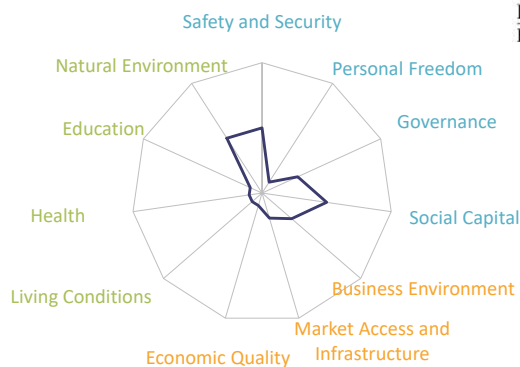 Safety and Security
Natural Environment
Personal Freedom
Education
Governance
Health
Social Capital
Living Conditions
Business Environment
Market Access and
Infrastructure
Economic Quality